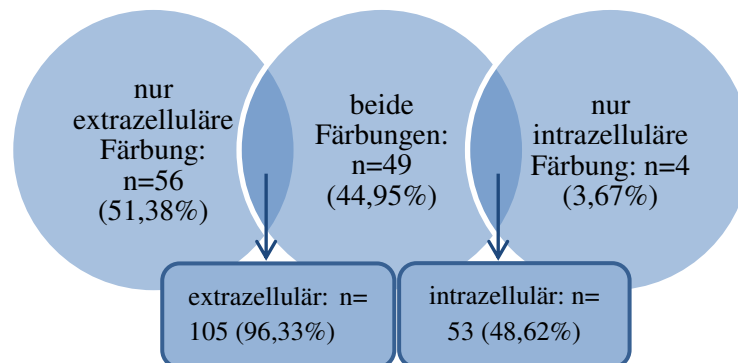 nur
extrazelluläre
Färbung:
n=56
(51,38%)
beide
Färbungen:
n=49
(44,95%)
nur
intrazelluläre
Färbung: n=4
(3,67%)
extrazellulär: n=
105 (96,33%)
intrazellulär: n=
53 (48,62%)